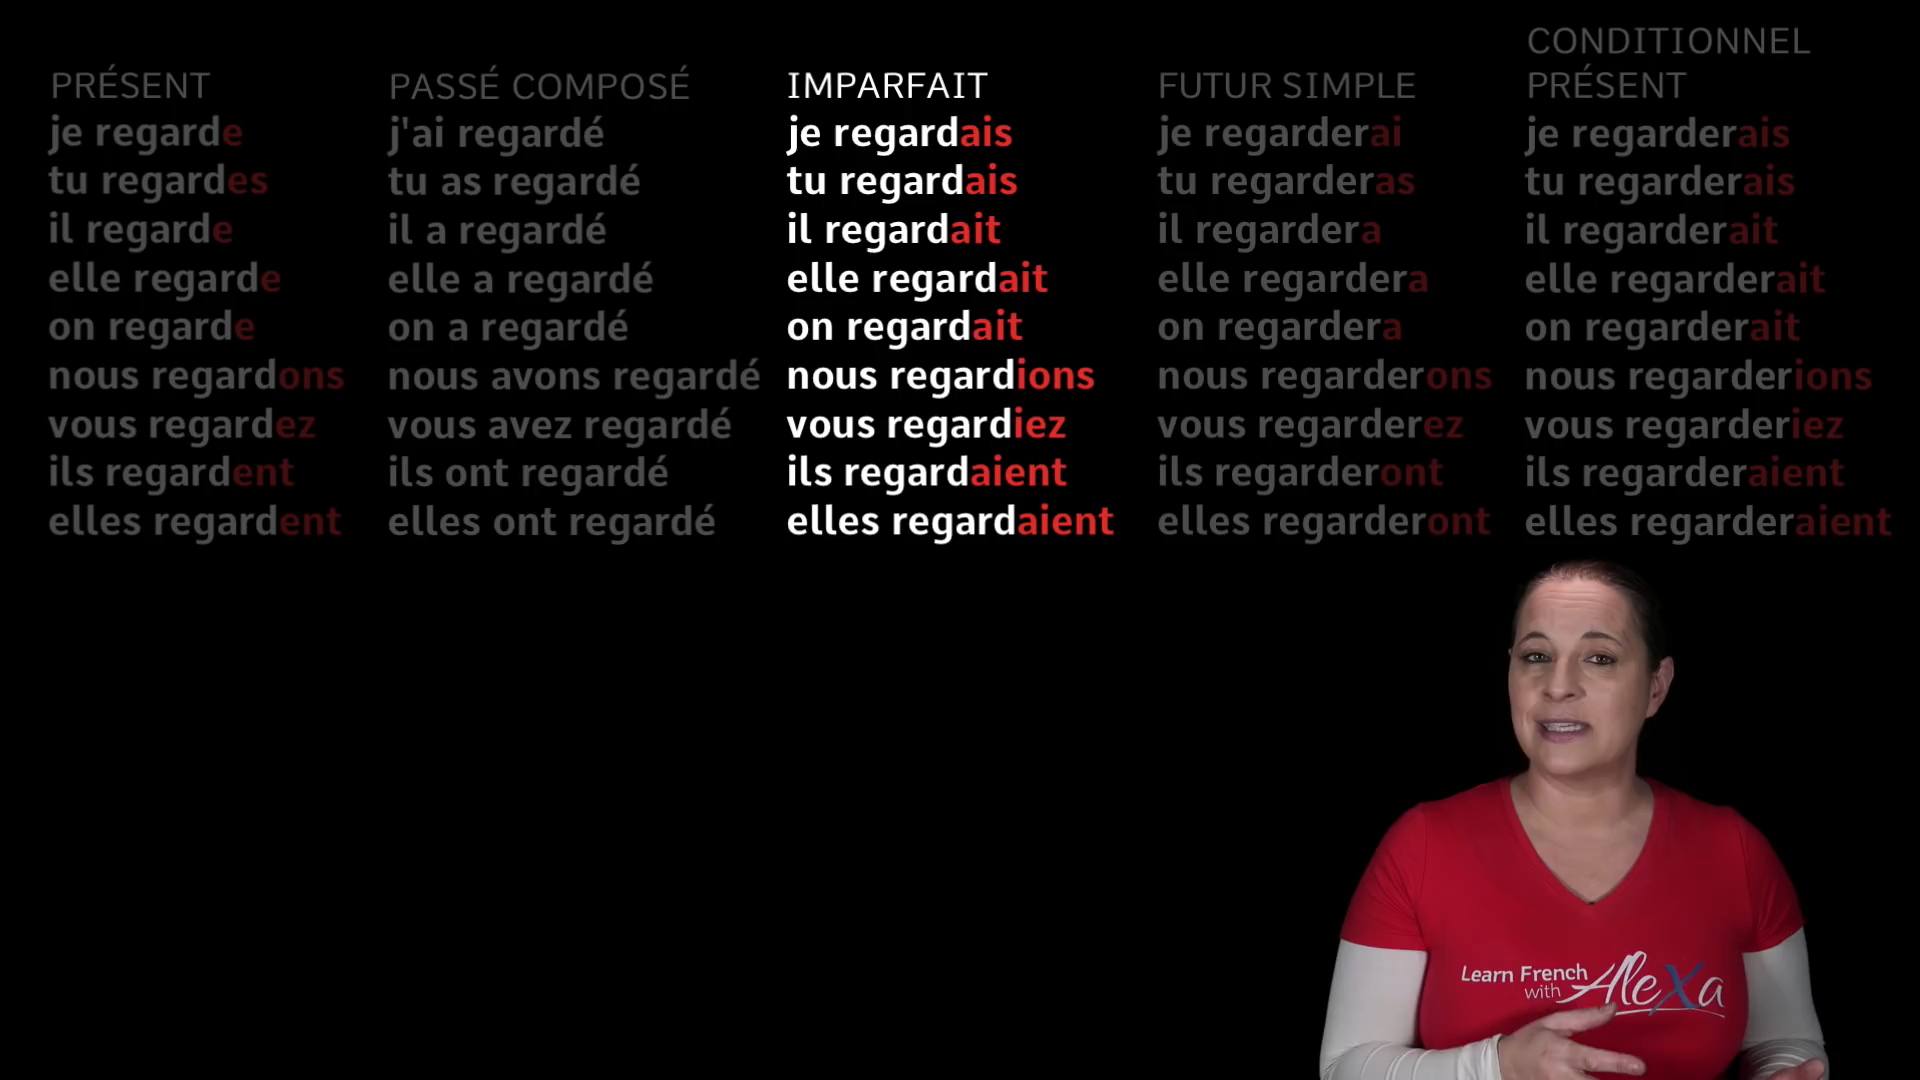 PRÉSENT
je regarde
tu regardes
il regarde
elle regarde
on regarde
nous regardons
vous regardez
ils regardent
elles regardent
PASSÉ COMPOSÉ
j'ai regardé
tu as regardé
il a regardé
elle a regardé
on a regardé
nous avons regardé
vous avez regardé
ils ont regardé
elles ont regardé
IMPARFAIT
je regardais
tu regardais
il regardait
elle regardait
on regardait
nous regardions
vous regardiez
ils regardaient
elles regardaient
FUTUR SIMPLE
je regarderai
tu regarderas
il regardera
elle regardera
on regardera
nous regarderons
vous regarderez
ils regarderont
elles regarderont
CONDITIONNEL
PRÉSENT
je regarderais
tu regarderais
il regarderait
elle regarderait
on regarderait
nous regarderions
vous regarderiez
ils regarderaient
elles regarderaient
Learn French
with Alexa